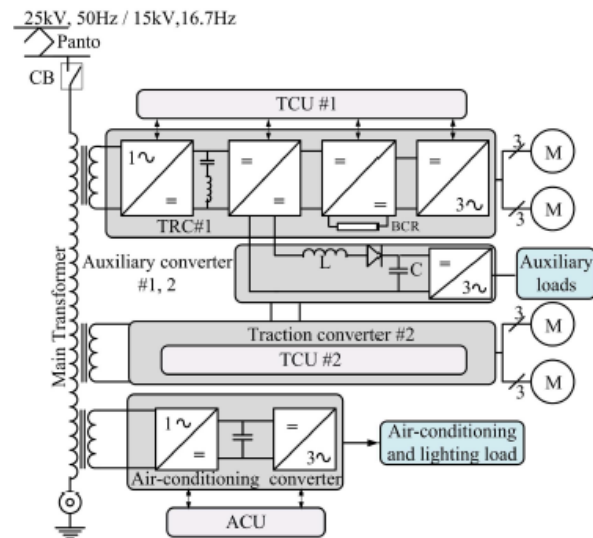 25kV, 50Hz / 15kV,16.7Hz
Panto
CB
TCU #1
1~
=
=
=
=
=
=
3~
3
M
3
M
TRC#1
BCR
Main Transformer
Auxiliary converter
#1, 2
L
C
=
3~
Auxiliary
loads
Traction converter #2
TCU #2
3
M
3
M
1~
=
=
3~
Air-conditioning converter
Air-conditioning
and lighting load
ACU